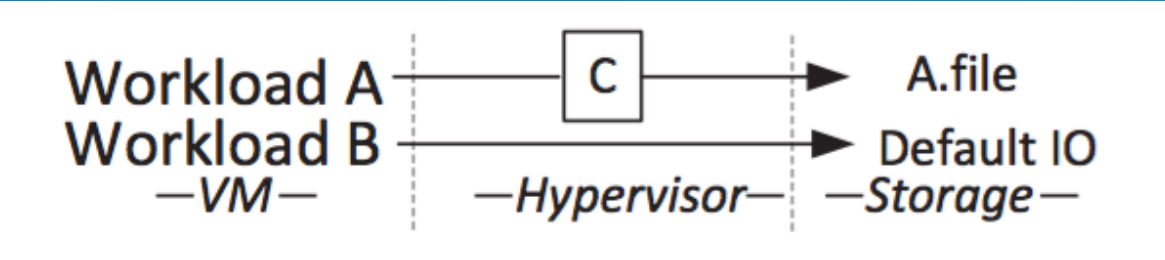 Workload A C A.file
Workload B Default IO
—VM— —Hypervisor— —Storage—